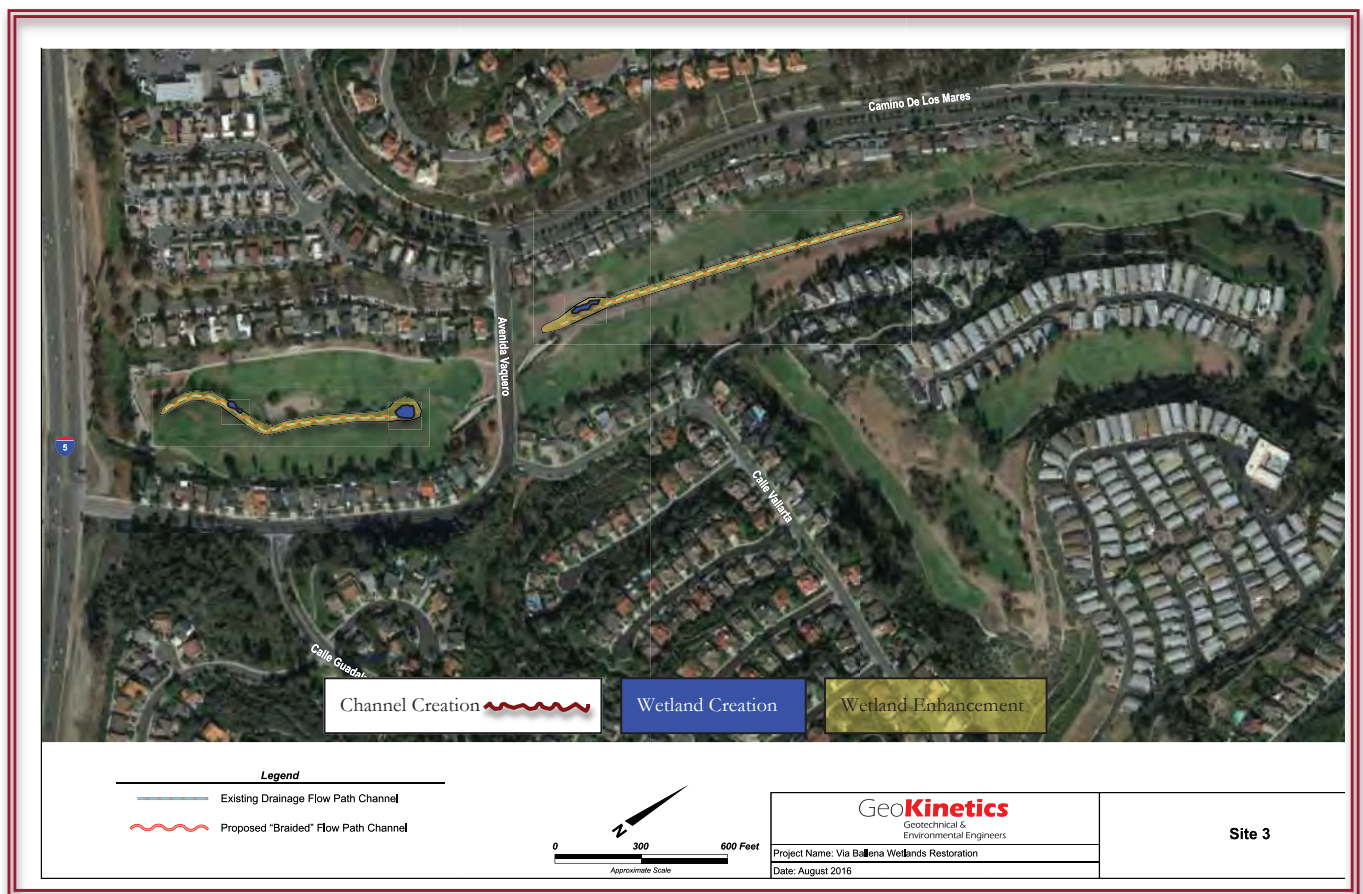 Camino De Los Mares
Avenida Vaquero
5
Calle Vallarta
Calle Guadal
Channel Creation
Wetland Creation
Wetland Enhancement
Legend
Existing Drainage Flow Path Channel
Proposed "Braided" Flow Path Channel
N
0 300 600 Feet
Approximate Scale
GeoKinetics
Geotechnical &
Environmental Engineers
Project Name: Via Ballena Wetlands Restoration
Date: August 2016
Site 3